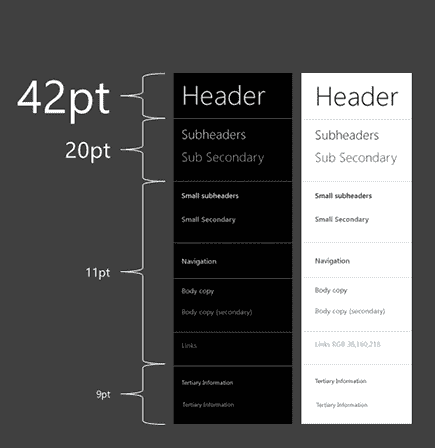 42pt
Header
Header
20pt
Subheaders
Subheaders
Sub Secondary
Sub Secondary
11pt
Small subheaders
Small subheaders
Small Secondary
Small Secondary
Navigation
Navigation
Body copy
Body copy
Body copy (secondary)
Body copy (secondary)
Links
Links RGB 38,160,218
9pt
Tertiary Information
Tertiary Information
Tertiary Information
Tertiary Information